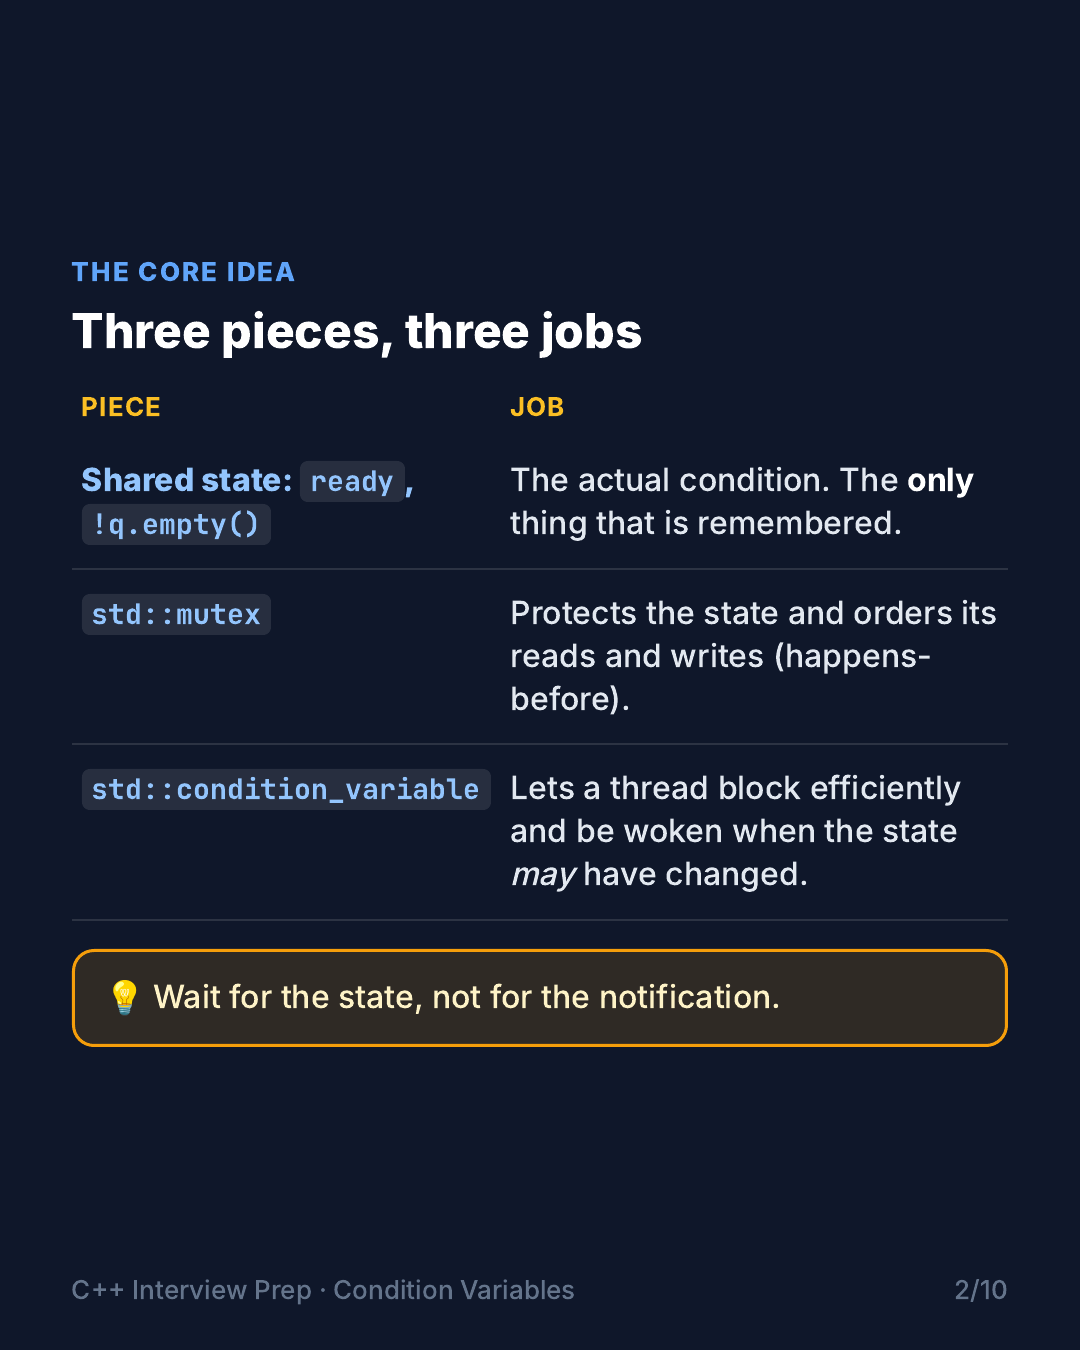 THE CORE IDEA
Three pieces, three jobs
PIECE JOB
Shared state: ready,
!q.empty()
The actual condition. The only
thing that is remembered.
std::mutex
Protects the state and orders its
reads and writes (happens-
before).
std::condition_variable
Lets a thread block efficiently
and be woken when the state
may have changed.
💡 Wait for the state, not for the notification.
C++ Interview Prep · Condition Variables
2/10